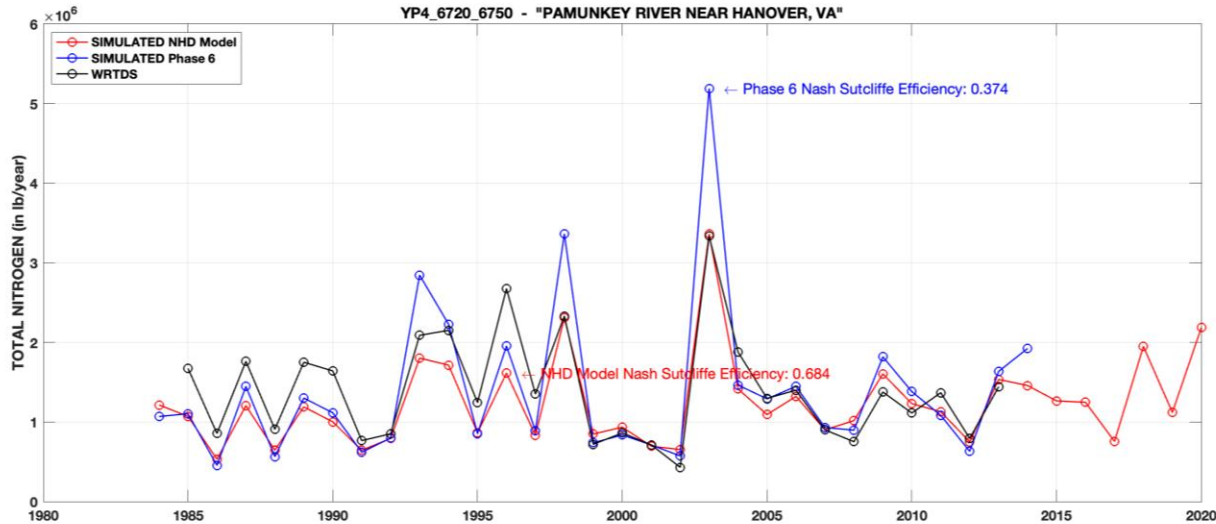 YP4_6720_6750 - "PAMUNKEY RIVER NEAR HANOVER, VA"
×10⁶
SIMULATED NHD Model
SIMULATED Phase 6
WRTDS
← Phase 6 Nash Sutcliffe Efficiency: 0.374
← NHD Model Nash Sutcliffe Efficiency: 0.684
TOTAL NITROGEN (in lb/year)
6
5
4
3
2
1
0
1980 1985 1990 1995 2000 2005 2010 2015 2020